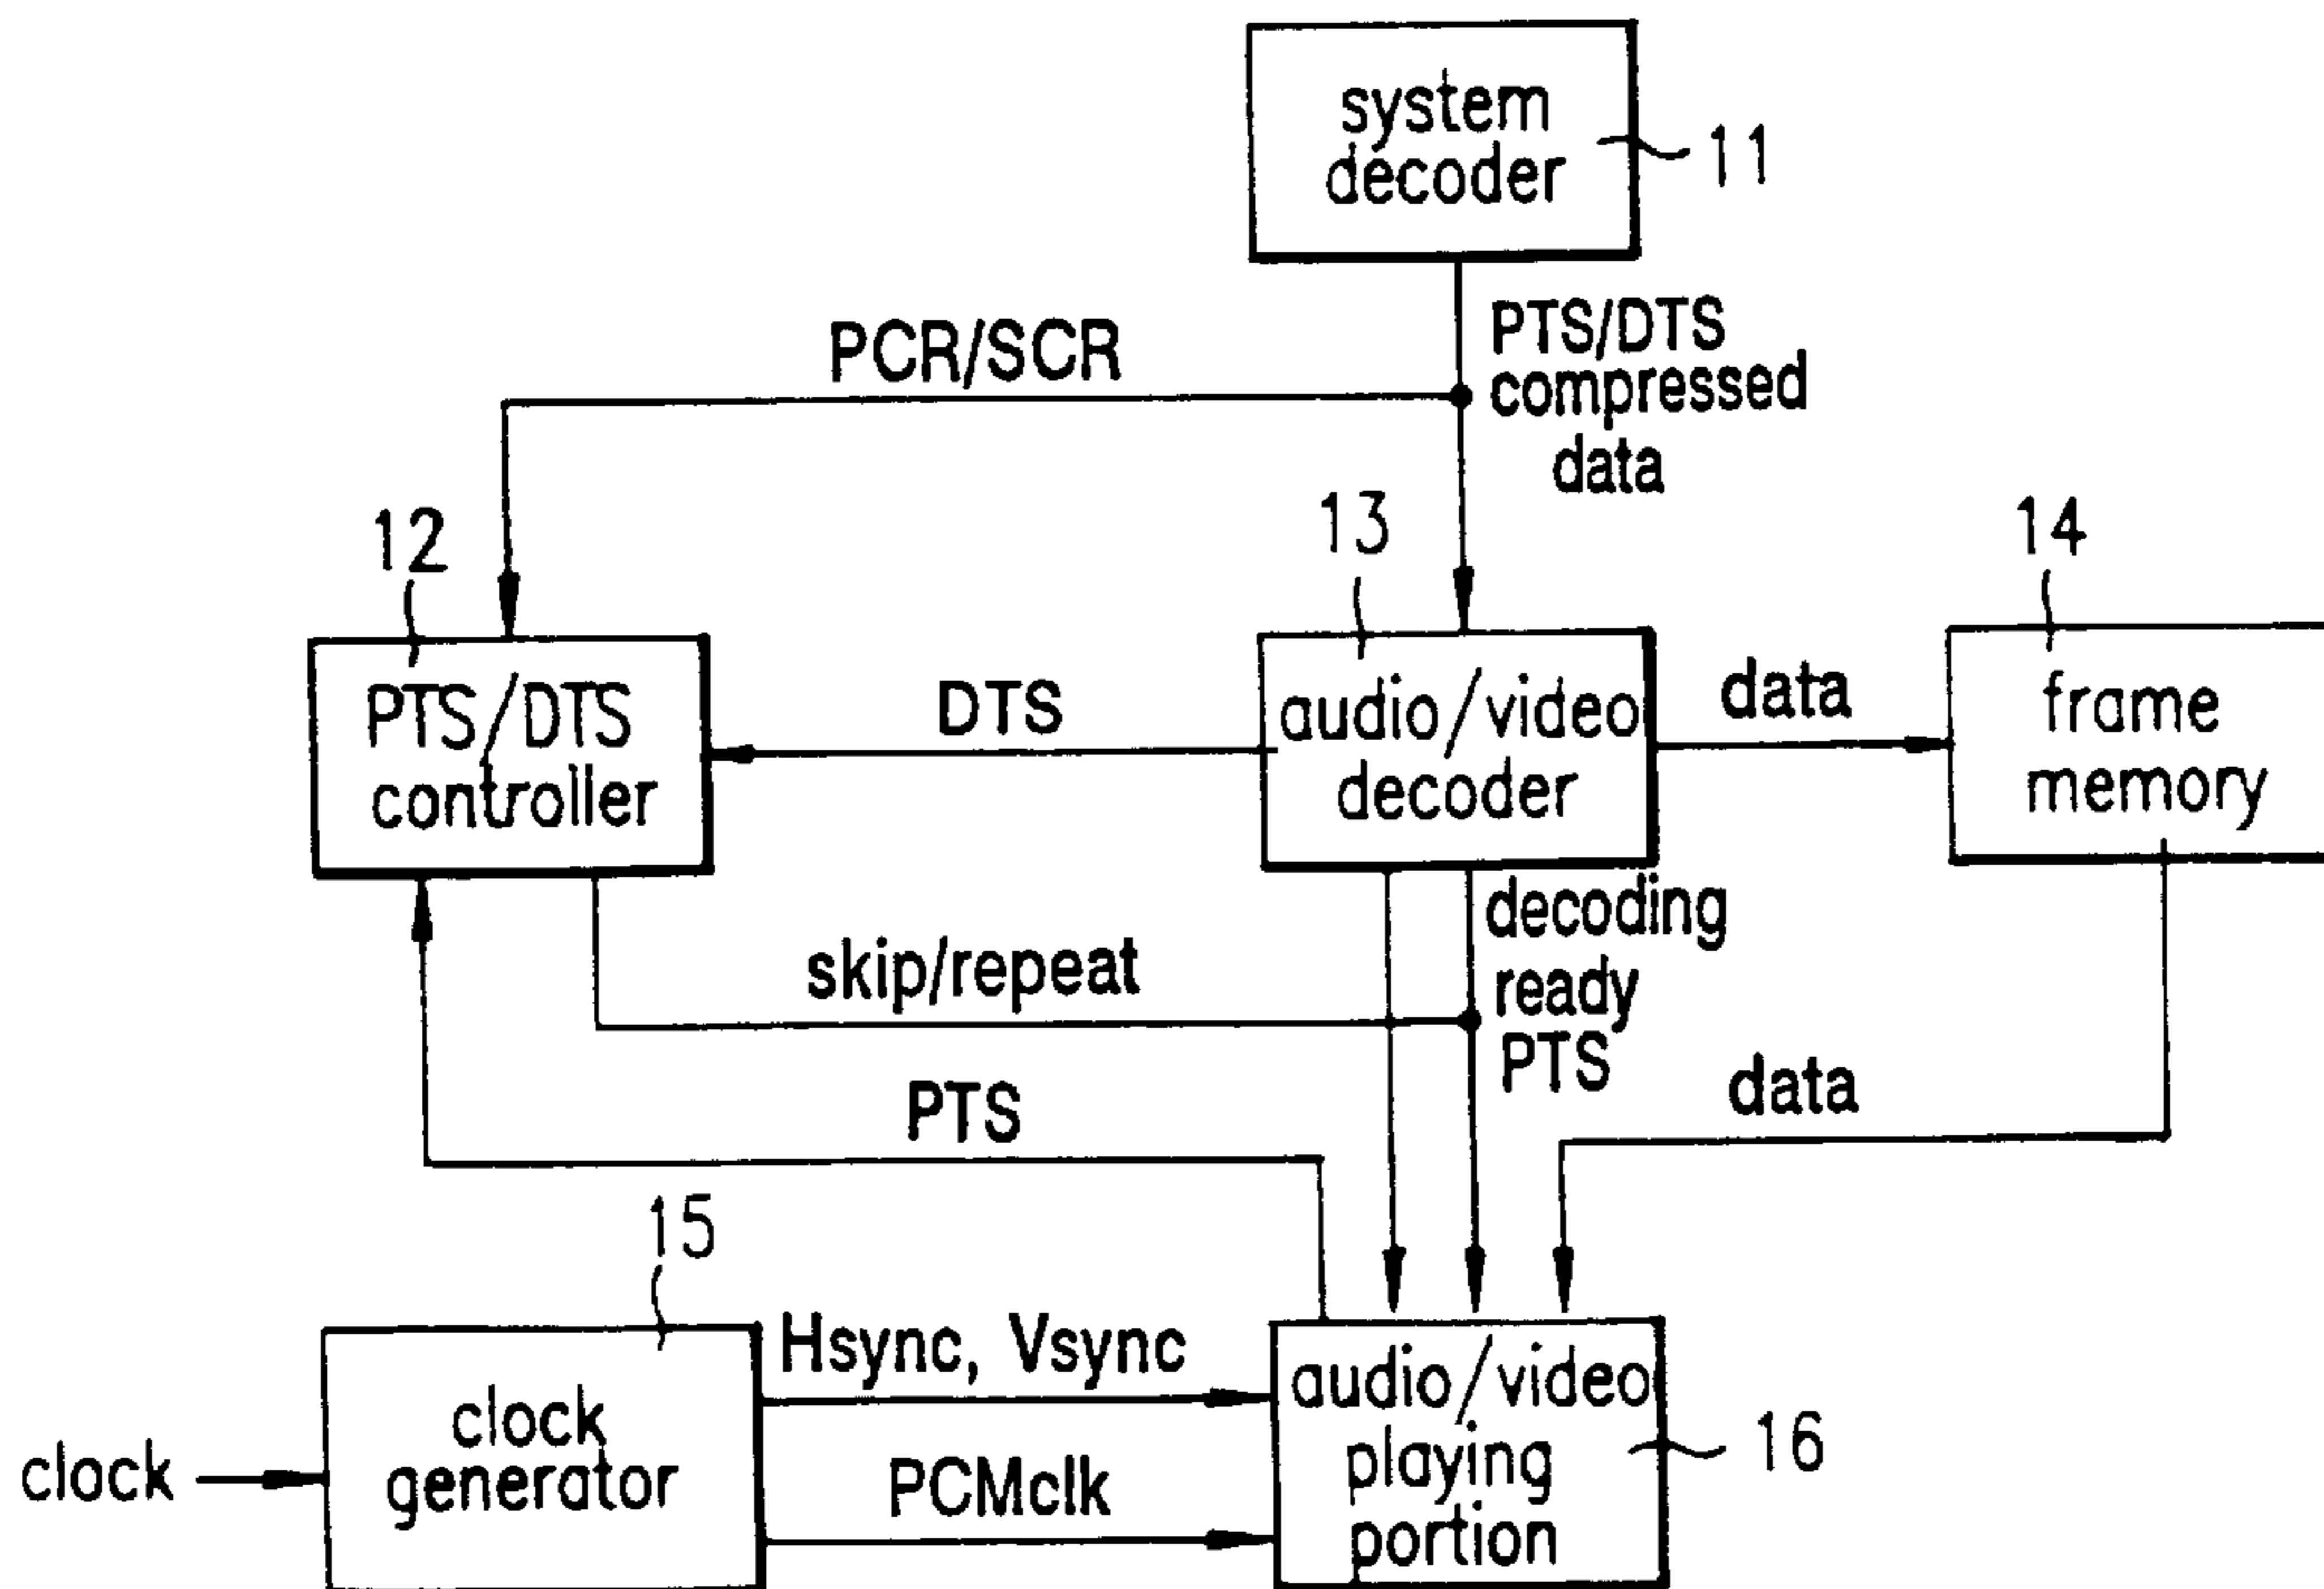 system
decoder
11
PCR/SCR
PTS/DTS
compressed
data
12
13
14
PTS/DTS
controller
DTS
audio/video
decoder
data
frame
memory
decoding
ready
PTS
skip/repeat
PTS
data
15
clock
clock
generator
Hsync, Vsync
PCMclk
audio/video
playing
portion
16